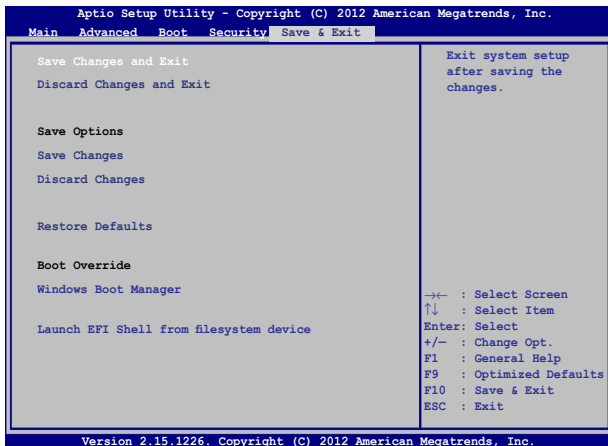 Aptio Setup Utility - Copyright (C) 2012 American Megatrends, Inc.
Main Advanced Boot Security Save & Exit
Save Changes and Exit
Discard Changes and Exit
Save Options
Save Changes
Discard Changes
Restore Defaults
Boot Override
Windows Boot Manager
Launch EFI Shell from filesystem device
Exit system setup
after saving the
changes.
→← : Select Screen
↑↓ : Select Item
Enter: Select
+/— : Change Opt.
F1 : General Help
F9 : Optimized Defaults
F10 : Save & Exit
ESC : Exit
Version 2.15.1226. Copyright (C) 2012 American Megatrends, Inc.